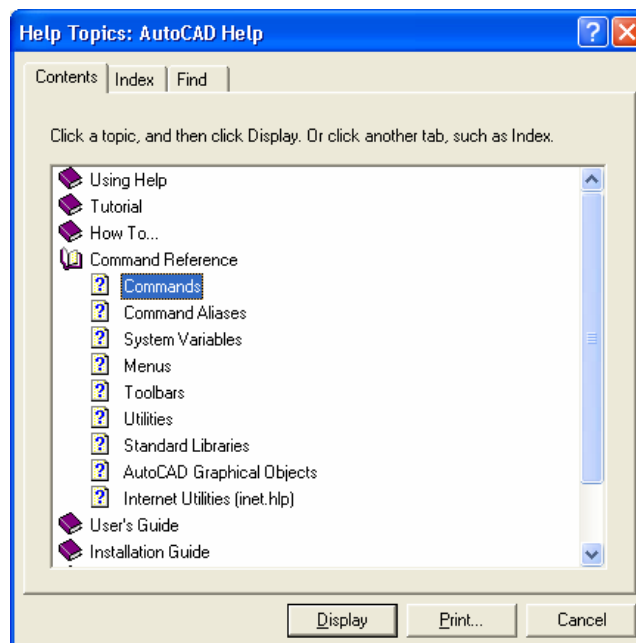 Help Topics: AutoCAD Help
Contents Index Find
Click a topic, and then click Display. Or click another tab, such as Index.
Using Help
Tutorial
How To...
Command Reference
Commands
Command Aliases
System Variables
Menus
Toolbars
Utilities
Standard Libraries
AutoCAD Graphical Objects
Internet Utilities (inet.hlp)
User's Guide
Installation Guide
Display Print... Cancel